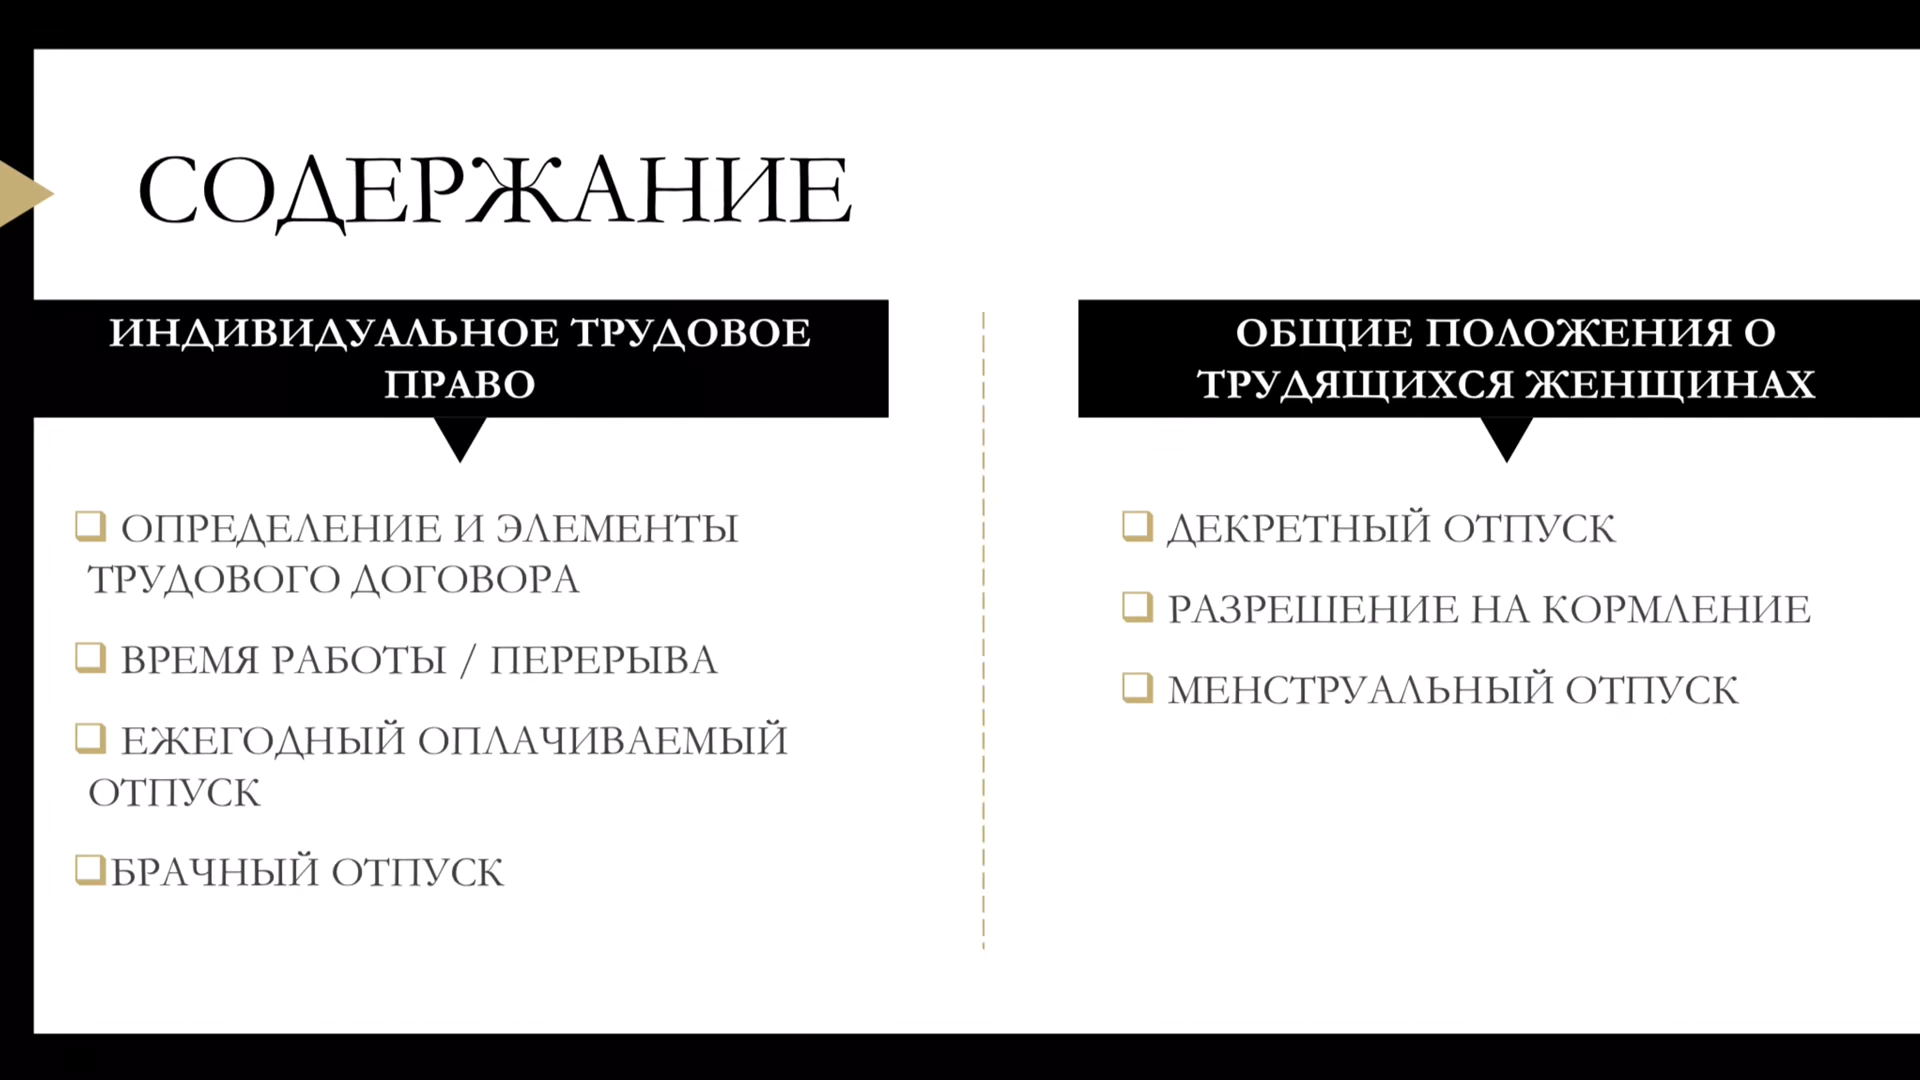 СОДЕРЖАНИЕ
ИНДИВИДУАЛЬНОЕ ТРУДОВОЕ
ПРАВО
ОПРЕДЕЛЕНИЕ И ЭЛЕМЕНТЫ
ТРУДОВОГО ДОГОВОРА
ВРЕМЯ РАБОТЫ / ПЕРЕРЫВА
ЕЖЕГОДНЫЙ ОПЛАЧИВАЕМЫЙ
ОТПУСК
БРАЧНЫЙ ОТПУСК
ОБЩИЕ ПОЛОЖЕНИЯ О
ТРУДЯЩИХСЯ ЖЕНЩИНАХ
ДЕКРЕТНЫЙ ОТПУСК
РАЗРЕШЕНИЕ НА КОРМЛЕНИЕ
МЕНСТРУАЛЬНЫЙ ОТПУСК